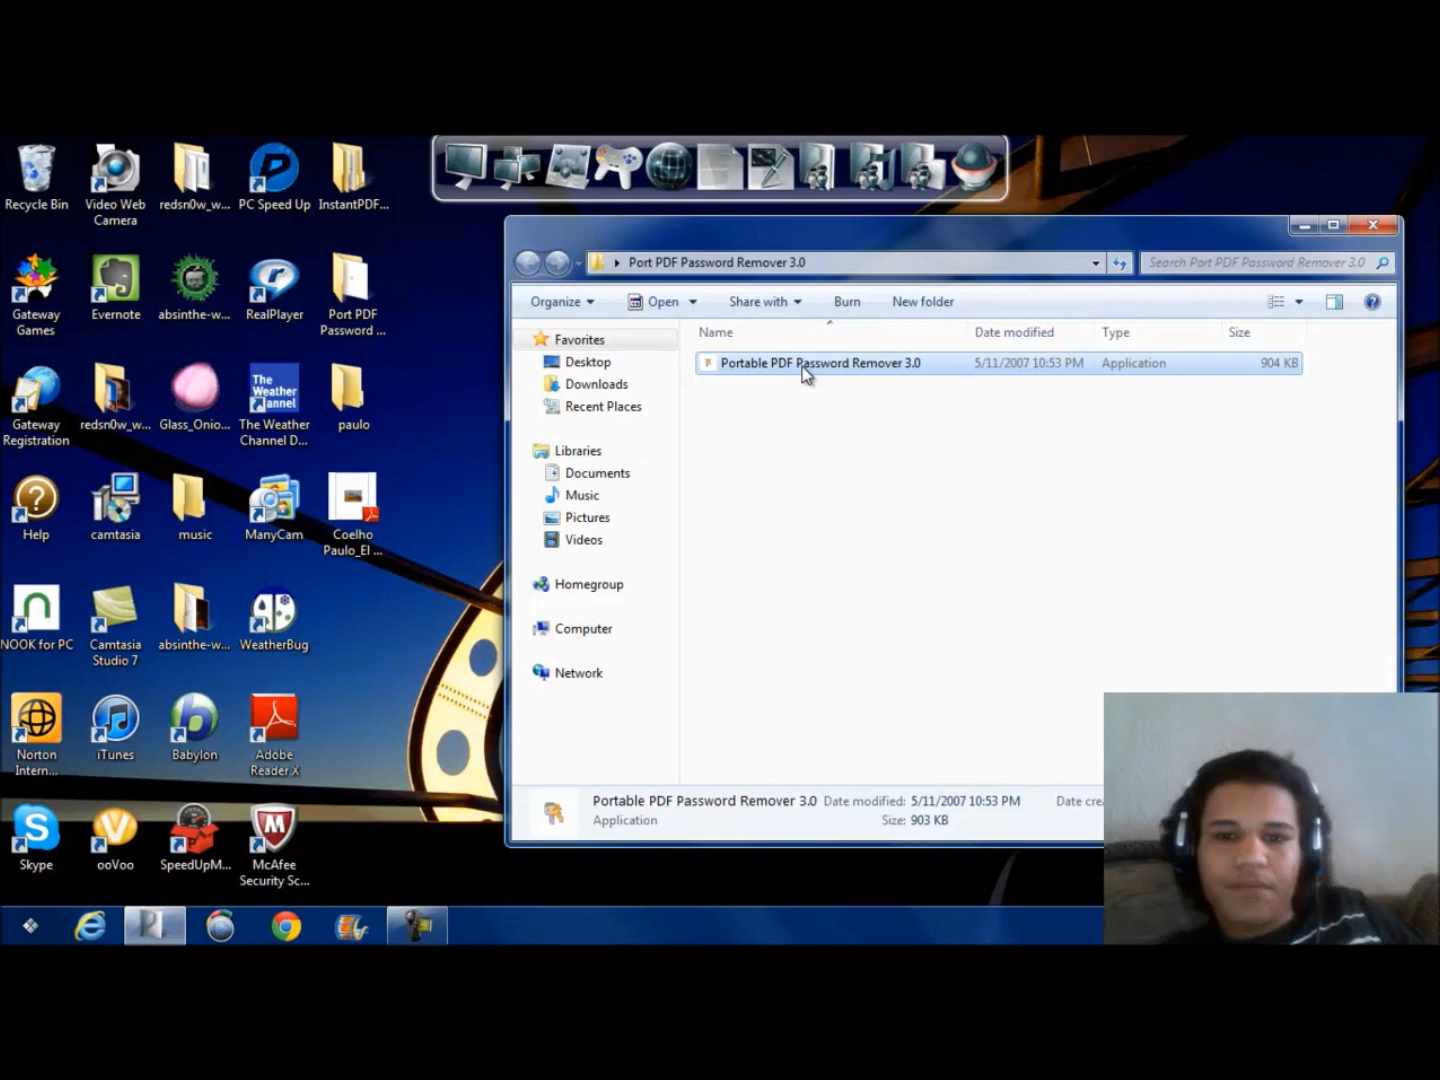 Recycle Bin
Video Web
Camera
redsn0w_w...
PC Speed Up
InstantPDF...
Gateway
Games
Evernote
absinthe-w...
RealPlayer
Port PDF
Password ...
Gateway
Registration
redsn0w_w...
Glass_Onio...
The
Weather
Channel
The Weather
Channel D...
paulo
Help
camtasia
music
ManyCam
Coelho
Paulo_El ...
NOOK for PC
Camtasia
Studio 7
absinthe-w...
WeatherBug
Norton
Intern...
iTunes
Babylon
Adobe
Reader X
Skype
ooVoo
SpeedUpM...
McAfee
Security Sc...
Port PDF Password Remover 3.0
Search Port PDF Password Remover 3.0
Organize
Open
Share with
Burn
New folder
Name
Date modified
Type
Size
Portable PDF Password Remover 3.0
5/11/2007 10:53 PM
Application
904 KB
Favorites
Desktop
Downloads
Recent Places
Libraries
Documents
Music
Pictures
Videos
Homegroup
Computer
Network
Portable PDF Password Remover 3.0 Date modified: 5/11/2007 10:53 PM Date crea
Application Size: 903 KB